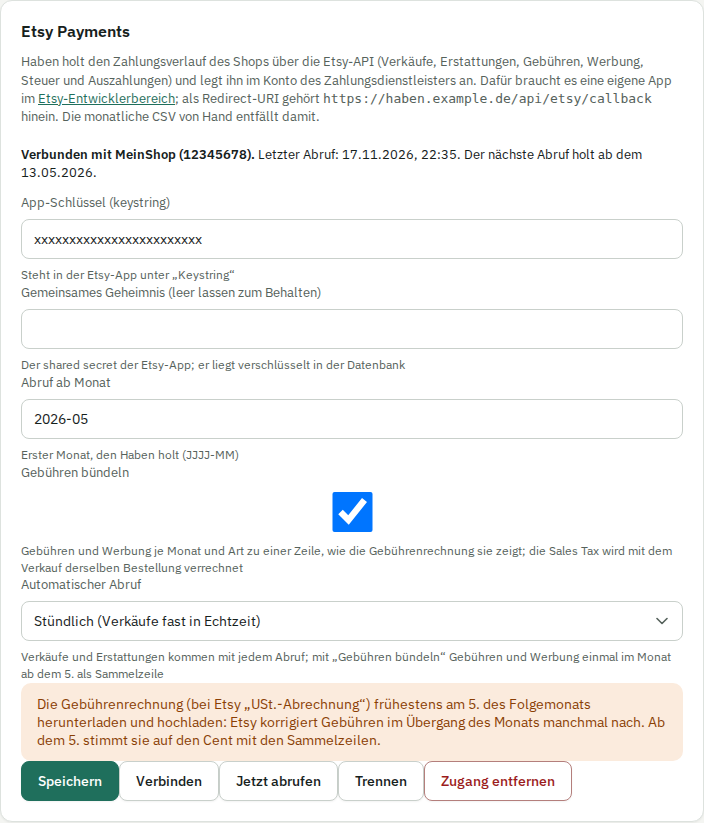 Etsy Payments
Haben holt den Zahlungsverlauf des Shops über die Etsy-API (Verkäufe, Erstattungen, Gebühren, Werbung,
Steuer und Auszahlungen) und legt ihn im Konto des Zahlungsdienstleisters an. Dafür braucht es eine eigene App
im Etsy-Entwicklerbereich; als Redirect-URI gehört https://haben.example.de/api/etsy/callback
hinein. Die monatliche CSV von Hand entfällt damit.
Verbunden mit MeinShop (12345678). Letzter Abruf: 17.11.2026, 22:35. Der nächste Abruf holt ab dem
13.05.2026.
App-Schlüssel (keystring)
xxxxxxxxxxxxxxxxxxxxxxxx
Steht in der Etsy-App unter „Keystring“
Gemeinsames Geheimnis (leer lassen zum Behalten)
Der shared secret der Etsy-App; er liegt verschlüsselt in der Datenbank
Abruf ab Monat
2026-05
Erster Monat, den Haben holt (JJJJ-MM)
Gebühren bündeln
Gebühren und Werbung je Monat und Art zu einer Zeile, wie die Gebührenrechnung sie zeigt; die Sales Tax wird mit dem
Verkauf derselben Bestellung verrechnet
Automatischer Abruf
Stündlich (Verkäufe fast in Echtzeit)
Verkäufe und Erstattungen kommen mit jedem Abruf; mit „Gebühren bündeln“ Gebühren und Werbung einmal im Monat
ab dem 5. als Sammelzeile
Die Gebührenrechnung (bei Etsy „USt.-Abrechnung“) frühestens am 5. des Folgemonats
herunterladen und hochladen: Etsy korrigiert Gebühren im Übergang des Monats manchmal nach. Ab
dem 5. stimmt sie auf den Cent mit den Sammelzeilen.
Speichern Verbinden Jetzt abrufen Trennen Zugang entfernen